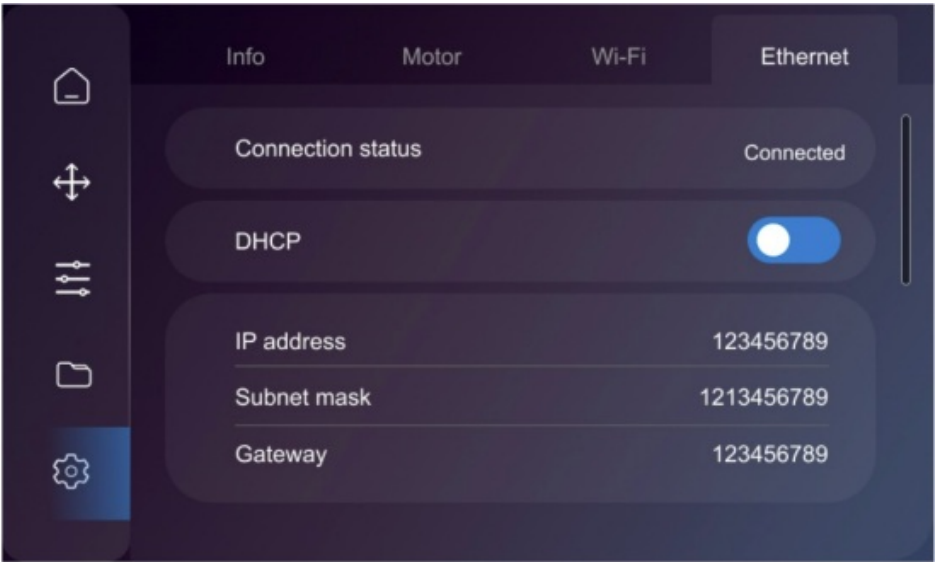 Info Motor Wi-Fi Ethernet
Connection status Connected
DHCP
IP address 123456789
Subnet mask 1213456789
Gateway 123456789